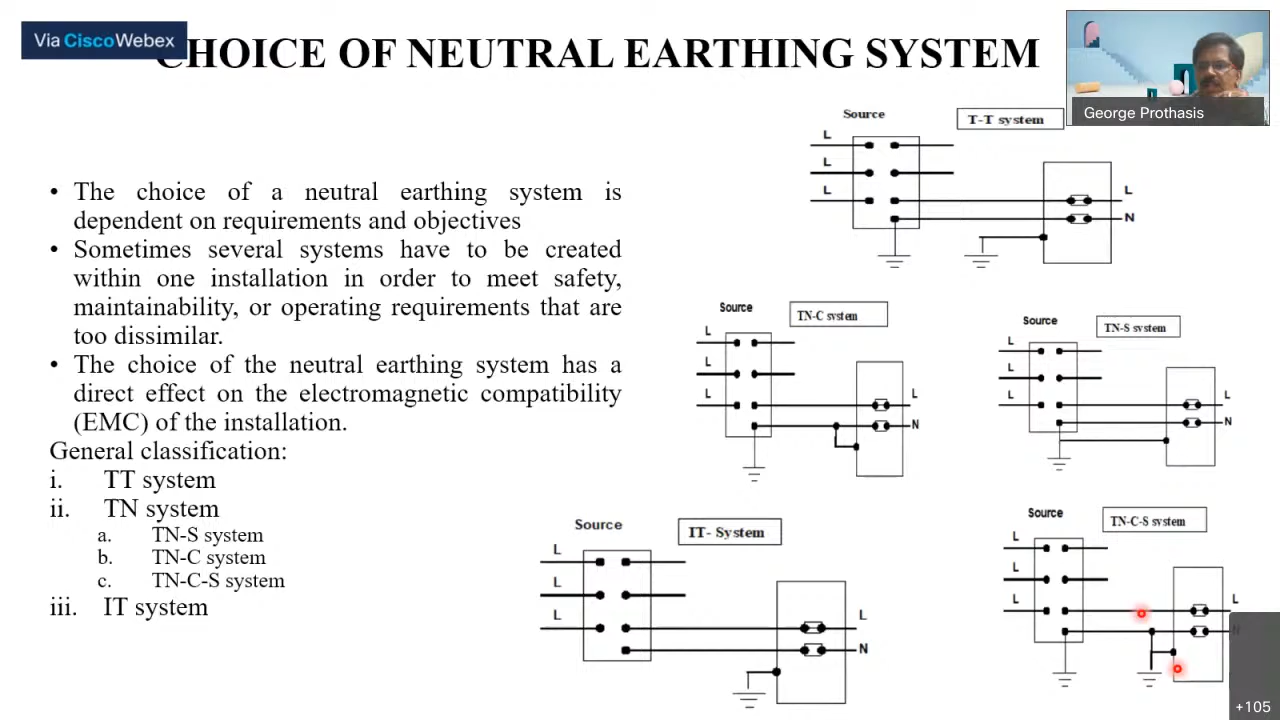 Via Cisco Webex
CHOICE OF NEUTRAL EARTHING SYSTEM
George Prothasis
• The choice of a neutral earthing system is
dependent on requirements and objectives
• Sometimes several systems have to be created
within one installation in order to meet safety,
maintainability, or operating requirements that are
too dissimilar.
• The choice of the neutral earthing system has a
direct effect on the electromagnetic compatibility
(EMC) of the installation.
General classification:
i. TT system
ii. TN system
a. TN-S system
b. TN-C system
c. TN-C-S system
iii. IT system
Source
T-T system
L
L
L
L
N
Source
TN-C system
L
L
L
L
N
Source
TN-S system
L
L
L
L
N
Source
IT- System
L
L
L
L
N
Source
TN-C-S system
L
L
L
L
N
+105